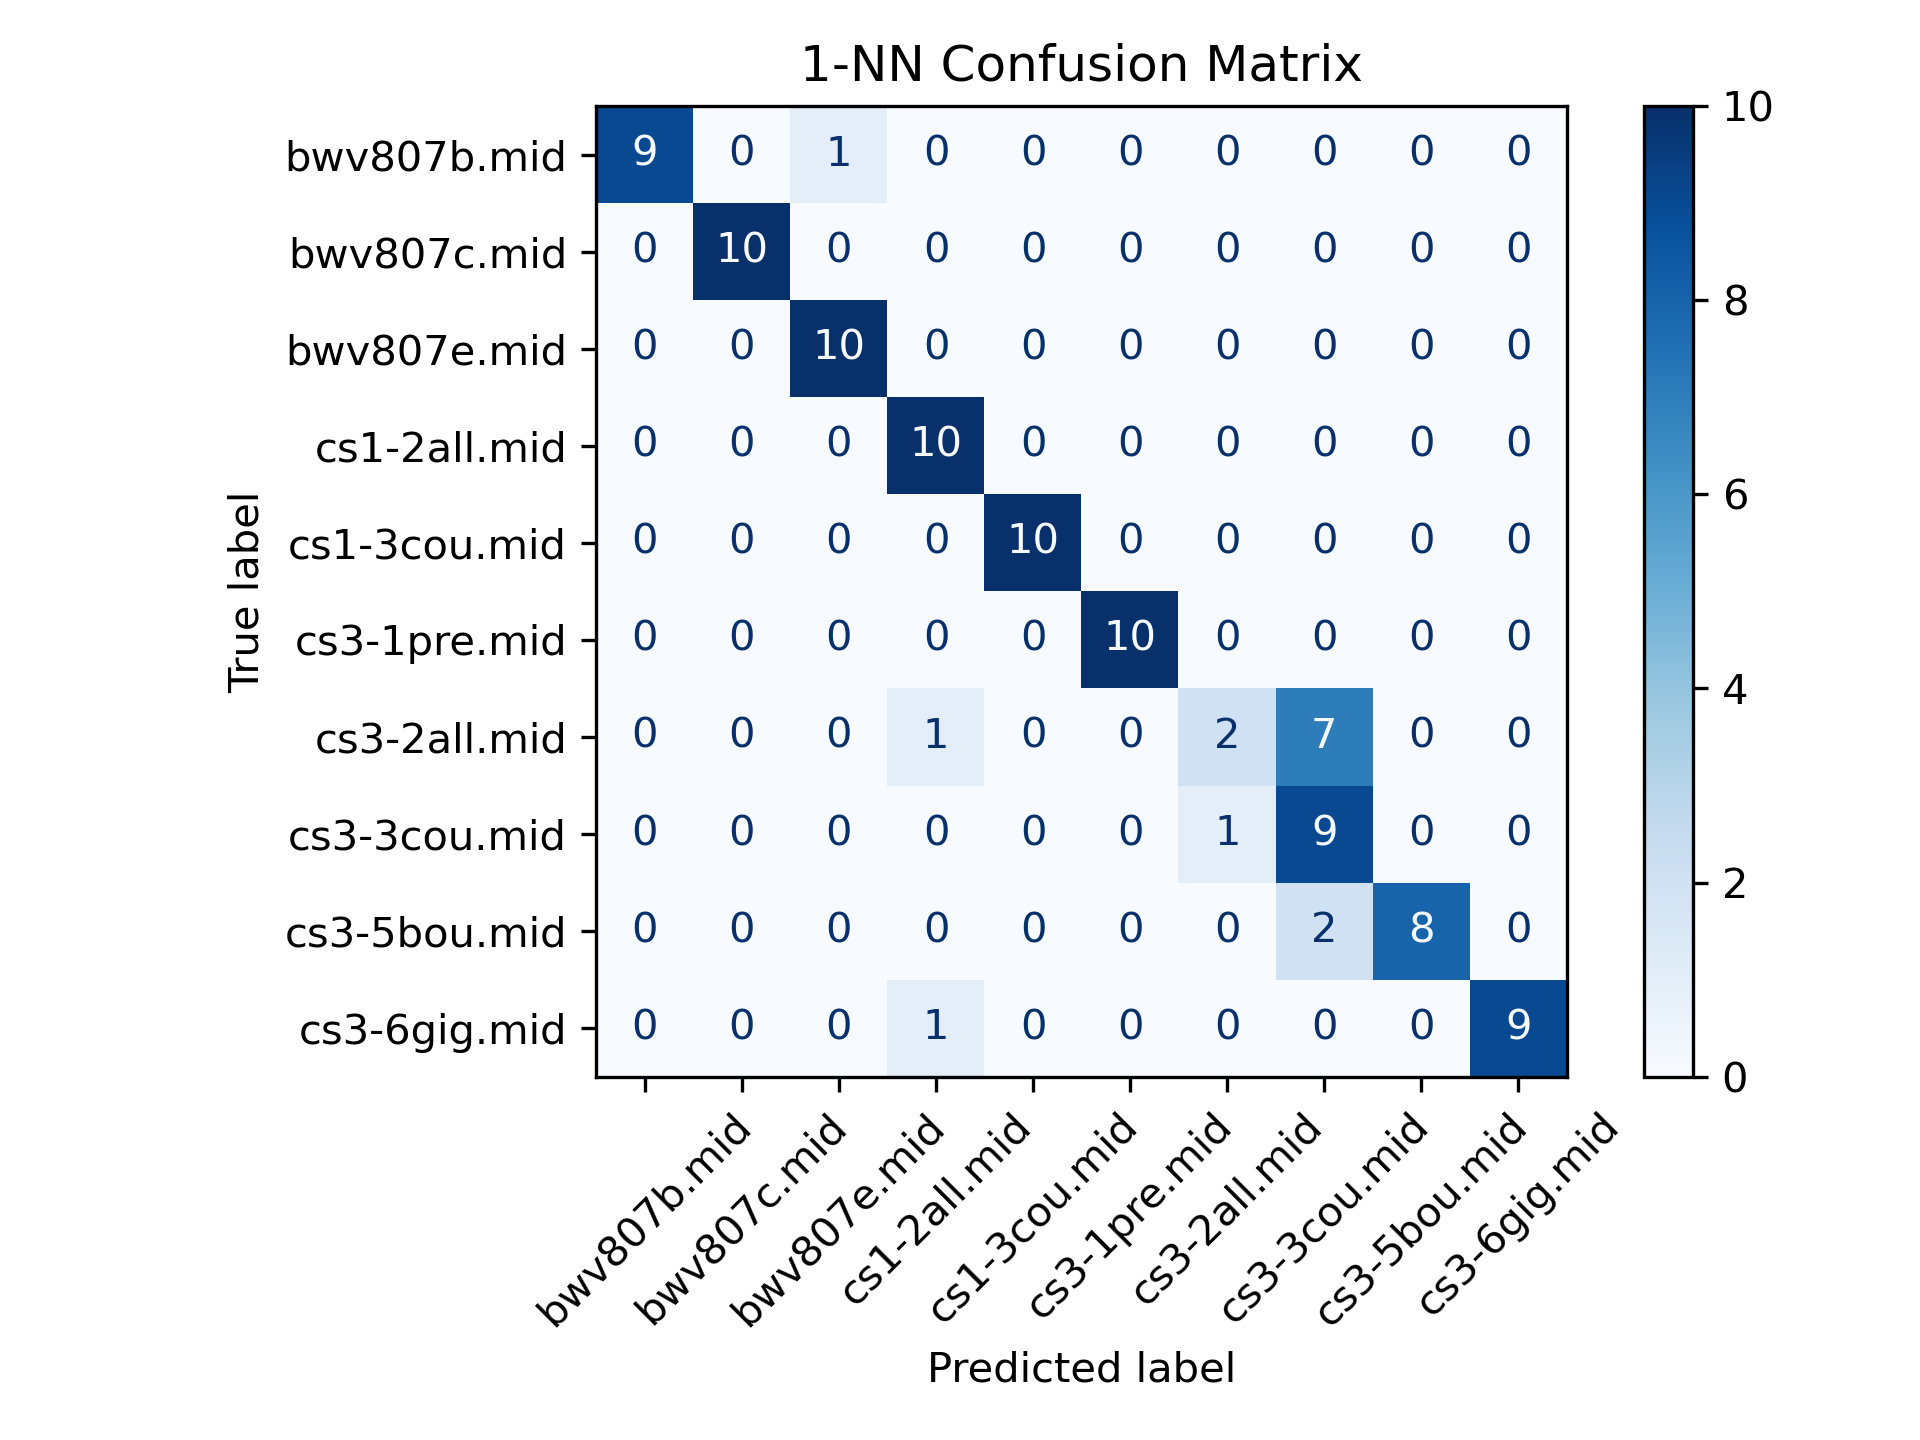 1-NN Confusion Matrix
bwv807b.mid 9 0 1 0 0 0 0 0 0 0
bwv807c.mid 0 10 0 0 0 0 0 0 0 0
bwv807e.mid 0 0 10 0 0 0 0 0 0 0
cs1-2all.mid 0 0 0 10 0 0 0 0 0 0
cs1-3cou.mid 0 0 0 0 10 0 0 0 0 0
cs3-1pre.mid 0 0 0 0 0 10 0 0 0 0
cs3-2all.mid 0 0 0 1 0 0 2 7 0 0
cs3-3cou.mid 0 0 0 0 0 0 1 9 0 0
cs3-5bou.mid 0 0 0 0 0 0 0 2 8 0
cs3-6gig.mid 0 0 0 1 0 0 0 0 0 9
True label
bwv807b.mid
bwv807c.mid
bwv807e.mid
cs1-2all.mid
cs1-3cou.mid
cs3-1pre.mid
cs3-2all.mid
cs3-3cou.mid
cs3-5bou.mid
cs3-6gig.mid
Predicted label
10
8
6
4
2
0